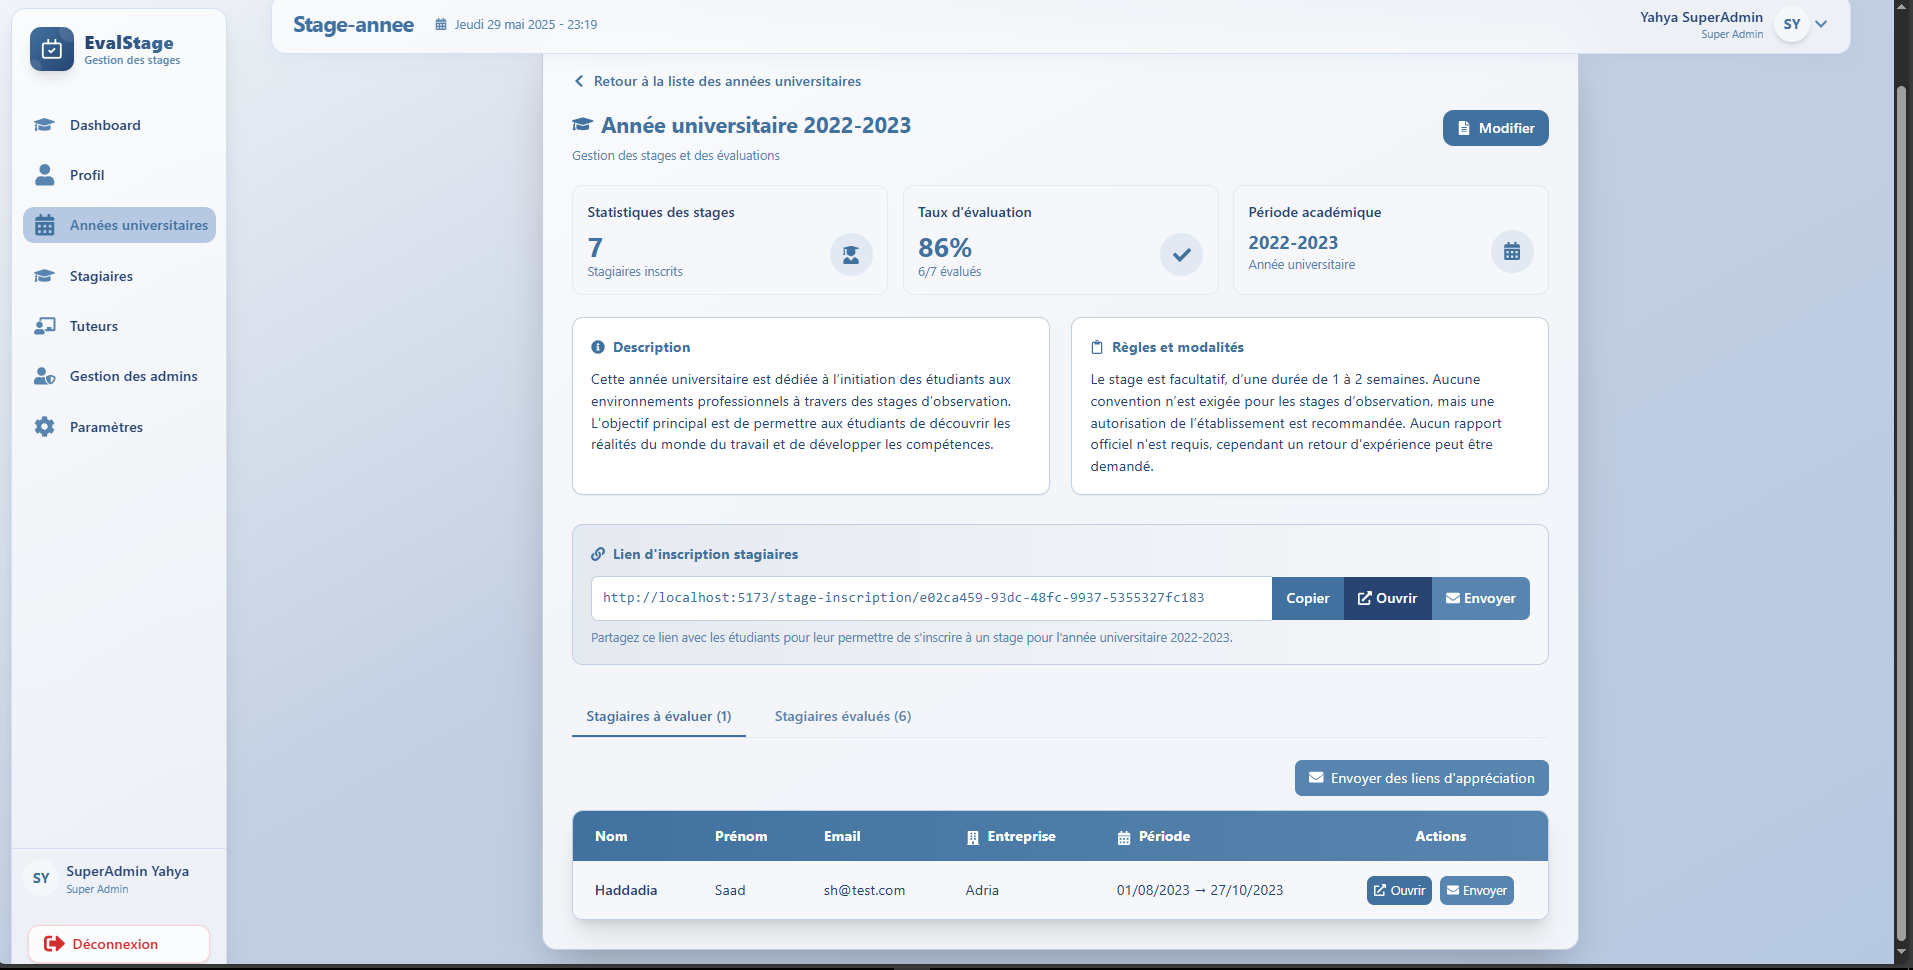 EvalStage
Gestion des stages
Dashboard
Profil
Années universitaires
Stagiaires
Tuteurs
Gestion des admins
Paramètres
SY
SuperAdmin Yahya
Super Admin
Déconnexion
Stage-annee
Jeudi 29 mai 2025 - 23:19
Yahya SuperAdmin
Super Admin
SY
Retour à la liste des années universitaires
Année universitaire 2022-2023
Gestion des stages et des évaluations
Modifier
Statistiques des stages
7
Stagiaires inscrits
Taux d'évaluation
86%
6/7 évalués
Période académique
2022-2023
Année universitaire
Description
Cette année universitaire est dédiée à l’initiation des étudiants aux
environnements professionnels à travers des stages d’observation.
L’objectif principal est de permettre aux étudiants de découvrir les
réalités du monde du travail et de développer les compétences.
Règles et modalités
Le stage est facultatif, d’une durée de 1 à 2 semaines. Aucune
convention n’est exigée pour les stages d’observation, mais une
autorisation de l’établissement est recommandée. Aucun rapport
officiel n'est requis, cependant un retour d'expérience peut être
demandé.
Lien d'inscription stagiaires
http://localhost:5173/stage-inscription/e02ca459-93dc-48fc-9937-5355327fc183
Copier
Ouvrir
Envoyer
Partagez ce lien avec les étudiants pour leur permettre de s'inscrire à un stage pour l'année universitaire 2022-2023.
Stagiaires à évaluer (1)
Stagiaires évalués (6)
Envoyer des liens d'appréciation
Nom Prénom Email Entreprise Période Actions
Haddadia Saad sh@test.com Adria 01/08/2023 → 27/10/2023 Ouvrir Envoyer